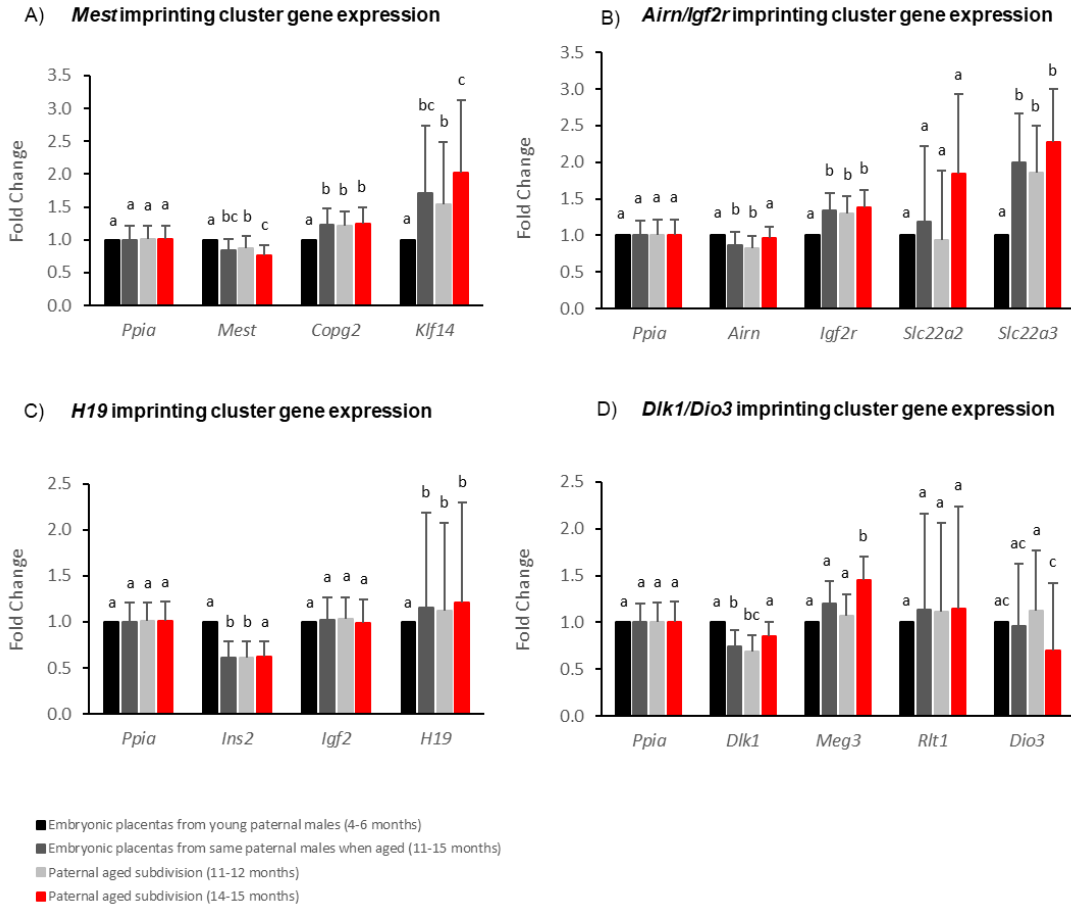 A) Mest imprinting cluster gene expression
3.5
3.0
2.5
2.0
1.5
1.0
0.5
0.0
Fold Change
a a a a
a bc b c
a b b b
a bc b c
Ppia Mest Copg2 Klf14
B) Airn/Igf2r imprinting cluster gene expression
3.5
3.0
2.5
2.0
1.5
1.0
0.5
0.0
Fold Change
a a a a
a b b a
a b b b
a a a a
a b b b
Ppia Airn Igf2r Slc22a2 Slc22a3
C) H19 imprinting cluster gene expression
2.5
2.0
1.5
1.0
0.5
0.0
Fold Change
a a a a
a b b a
a a a a
a b b b
Ppia Ins2 Igf2 H19
D) Dlk1/Dio3 imprinting cluster gene expression
2.5
2.0
1.5
1.0
0.5
0.0
Fold Change
a a a a
a b bc a
a a a b
a a a a
ac ac a c
Ppia Dlk1 Meg3 Rlt1 Dio3
Embryonic placentas from young paternal males (4-6 months)
Embryonic placentas from same paternal males when aged (11-15 months)
Paternal aged subdivision (11-12 months)
Paternal aged subdivision (14-15 months)